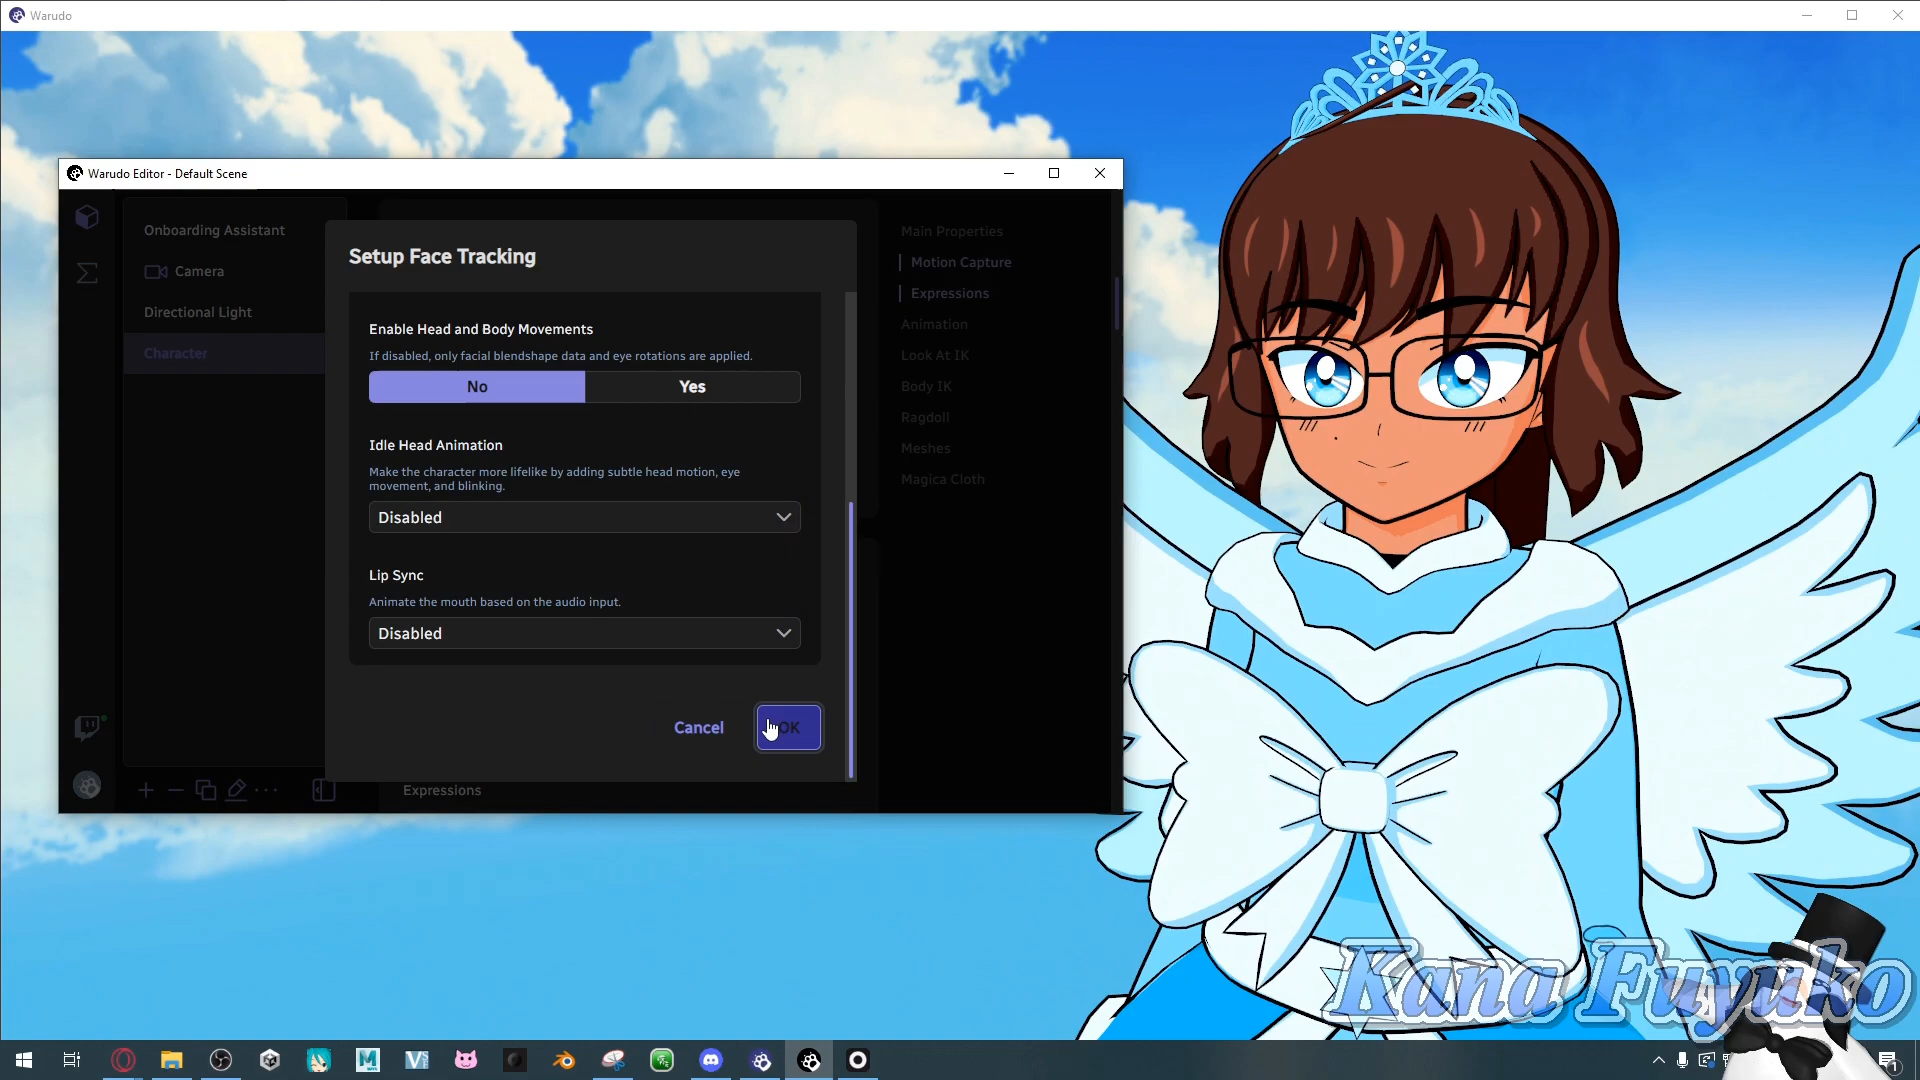 Warudo
Warudo Editor - Default Scene
Onboarding Assistant
Camera
Directional Light
Character
Setup Face Tracking
Enable Head and Body Movements
If disabled, only facial blendshape data and eye rotations are applied.
No
Yes
Idle Head Animation
Make the character more lifelike by adding subtle head motion, eye
movement, and blinking.
Disabled
Lip Sync
Animate the mouth based on the audio input.
Disabled
Cancel
OK
Expressions
Main Properties
Motion Capture
Expressions
Animation
Look At IK
Body IK
Ragdoll
Meshes
Magica Cloth
Kana Fuyuko
1